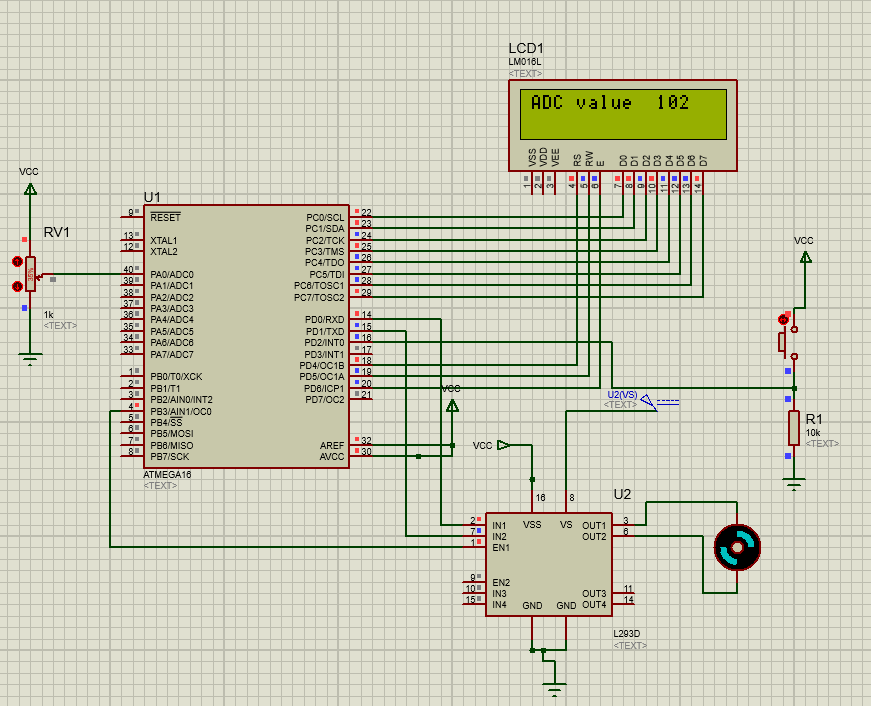 LCD1
LM016L
<TEXT>
ADC value 102
VSS VDD VEE RS RW E D0 D1 D2 D3 D4 D5 D6 D7
1 2 3 4 5 6 7 8 9 10 11 12 13 14
VCC
RV1
35%
1k
<TEXT>
U1
9 RESET PC0/SCL 22
PC1/SDA 23
13 XTAL1 PC2/TCK 24
12 XTAL2 PC3/TMS 25
PC4/TDO 26
40 PA0/ADC0 PC5/TDI 27
39 PA1/ADC1 PC6/TOSC1 28
38 PA2/ADC2 PC7/TOSC2 29
37 PA3/ADC3
36 PA4/ADC4 PD0/RXD 14
35 PA5/ADC5 PD1/TXD 15
34 PA6/ADC6 PD2/INT0 16
33 PA7/ADC7 PD3/INT1 17
PD4/OC1B 18
1 PB0/T0/XCK PD5/OC1A 19
2 PB1/T1 PD6/ICP1 20
3 PB2/AIN0/INT2 PD7/OC2 21
4 PB3/AIN1/OC0
5 PB4/SS
6 PB5/MOSI
7 PB6/MISO AREF 32
8 PB7/SCK AVCC 30
ATMEGA16
<TEXT>
VCC
VCC
U2(VS)
<TEXT>
VCC
R1
10k
<TEXT>
U2
16 8
VSS VS
2 IN1 OUT1 3
7 IN2 OUT2 6
1 EN1
9 EN2
10 IN3 OUT3 11
15 IN4 OUT4 14
GND GND
L293D
<TEXT>